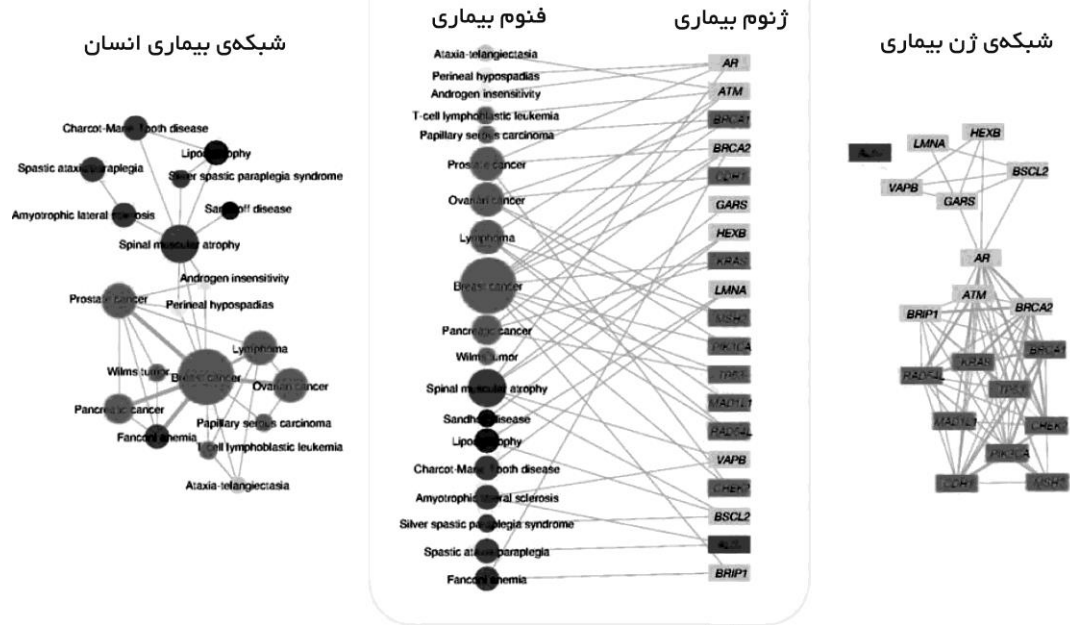 شبکه‌ی بیماری انسان
Charcot-Marie-Tooth disease
Lipodystrophy
Spastic ataxia/paraplegia
Silver spastic paraplegia syndrome
Amyotrophic lateral sclerosis
Sandhoff disease
Spinal muscular atrophy
Androgen insensitivity
Prostate cancer
Perineal hypospadias
Lymphoma
Wilms tumor
Breast cancer
Ovarian cancer
Pancreatic cancer
Papillary serous carcinoma
Fanconi anemia
T-cell lymphoblastic leukemia
Ataxia-telangiectasia
فنوم بیماری
Ataxia-telangiectasia
Perineal hypospadias
Androgen insensitivity
T-cell lymphoblastic leukemia
Papillary serous carcinoma
Prostate cancer
Ovarian cancer
Lymphoma
Breast cancer
Pancreatic cancer
Wilms tumor
Spinal muscular atrophy
Sandhoff disease
Lipodystrophy
Charcot-Marie-Tooth disease
Amyotrophic lateral sclerosis
Silver spastic paraplegia syndrome
Spastic ataxia/paraplegia
Fanconi anemia
ژنوم بیماری
AR
ATM
BRCA1
BRCA2
CDH1
GARS
HEXB
KRAS
LMNA
MSH2
PIK3CA
TP53
MAD1L1
RAD54L
VAPB
CHEK2
BSCL2
BRIP1
شبکه‌ی ژن بیماری
HEXB
LMNA
BSCL2
VAPB
GARS
AR
ATM
BRIP1
BRCA2
BRCA1
KRAS
RAD54L
TP53
MAD1L1
CHEK2
PIK3CA
CDH1
MSH2